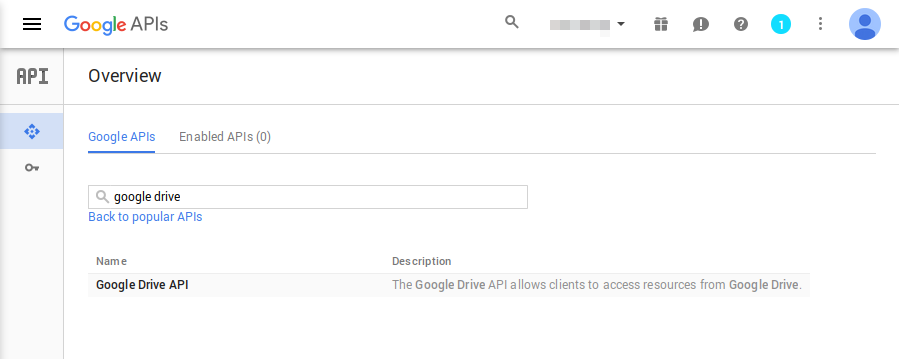 Google APIs
1
API
Overview
Google APIs
Enabled APIs (0)
google drive
Back to popular APIs
Name Description
Google Drive API The Google Drive API allows clients to access resources from Google Drive.